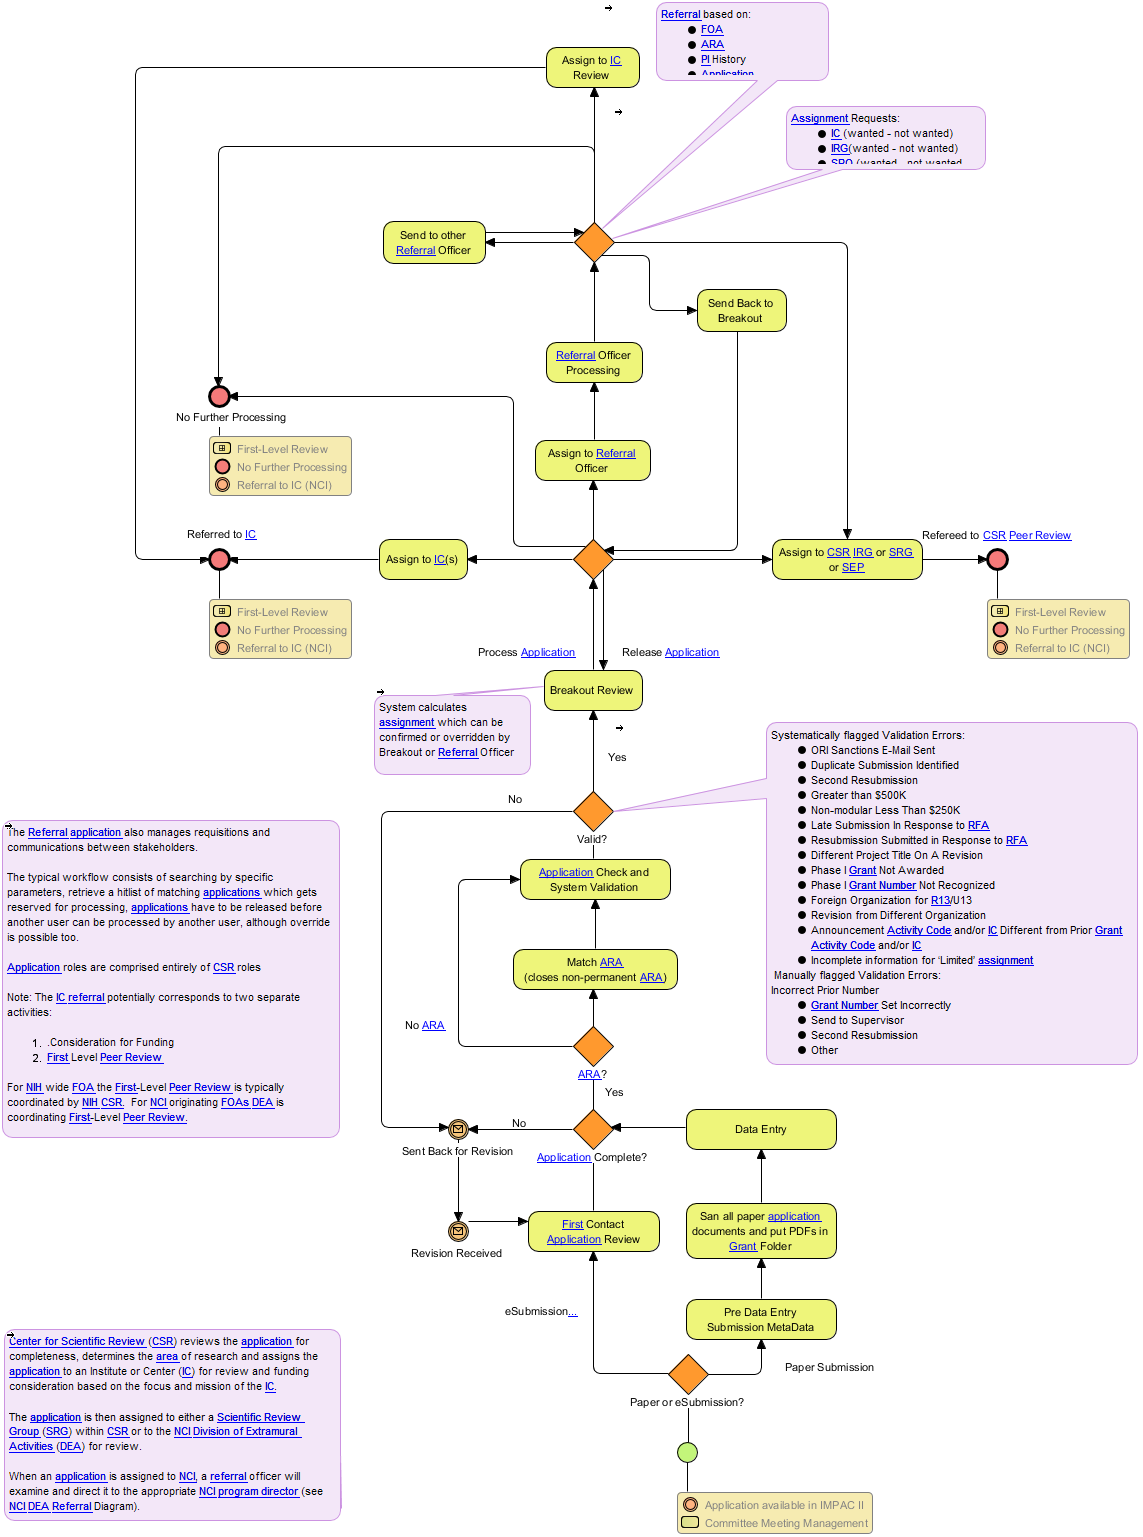 Referral based on:
FOA
ARA
PI History
Application
Assign to IC
Review
Assignment Requests:
IC (wanted - not wanted)
IRG(wanted - not wanted)
SRO (wanted - not wanted
Send to other
Referral Officer
Send Back to
Breakout
Referral Officer
Processing
No Further Processing
First-Level Review
No Further Processing
Referral to IC (NCI)
Assign to Referral
Officer
Referred to IC
Assign to IC(s)
Assign to CSR IRG or SRG
or SEP
Refereed to CSR Peer Review
First-Level Review
No Further Processing
Referral to IC (NCI)
First-Level Review
No Further Processing
Referral to IC (NCI)
Process Application
Release Application
Breakout Review
System calculates
assignment which can be
confirmed or overridden by
Breakout or Referral Officer
Yes
No
Valid?
Systematically flagged Validation Errors:
ORI Sanctions E-Mail Sent
Duplicate Submission Identified
Second Resubmission
Greater than $500K
Non-modular Less Than $250K
Late Submission In Response to RFA
Resubmission Submitted in Response to RFA
Different Project Title On A Revision
Phase I Grant Not Awarded
Phase I Grant Number Not Recognized
Foreign Organization for R13/U13
Revision from Different Organization
Announcement Activity Code and/or IC Different from Prior Grant
Activity Code and/or IC
Incomplete information for 'Limited' assignment
Manually flagged Validation Errors:
Incorrect Prior Number
Grant Number Set Incorrectly
Send to Supervisor
Second Resubmission
Other
The Referral application also manages requisitions and
communications between stakeholders.
The typical workflow consists of searching by specific
parameters, retrieve a hitlist of matching applications which gets
reserved for processing, applications have to be released before
another user can be processed by another user, although override
is possible too.
Application roles are comprised entirely of CSR roles
Note: The IC referral potentially corresponds to two separate
activities:
1. .Consideration for Funding
2. First Level Peer Review
For NIH wide FOA the First-Level Peer Review is typically
coordinated by NIH CSR. For NCI originating FOAs DEA is
coordinating First-Level Peer Review.
Application Check and
System Validation
Match ARA
(closes non-permanent ARA)
No ARA
ARA?
Yes
No
Application Complete?
Data Entry
Sent Back for Revision
San all paper application
documents and put PDFs in
Grant Folder
First Contact
Application Review
Revision Received
eSubmission...
Pre Data Entry
Submission MetaData
Paper Submission
Paper or eSubmission?
Center for Scientific Review (CSR) reviews the application for
completeness, determines the area of research and assigns the
application to an Institute or Center (IC) for review and funding
consideration based on the focus and mission of the IC.
The application is then assigned to either a Scientific Review
Group (SRG) within CSR or to the NCI Division of Extramural
Activities (DEA) for review.
When an application is assigned to NCI, a referral officer will
examine and direct it to the appropriate NCI program director (see
NCI DEA Referral Diagram).
Application available in IMPAC II
Committee Meeting Management